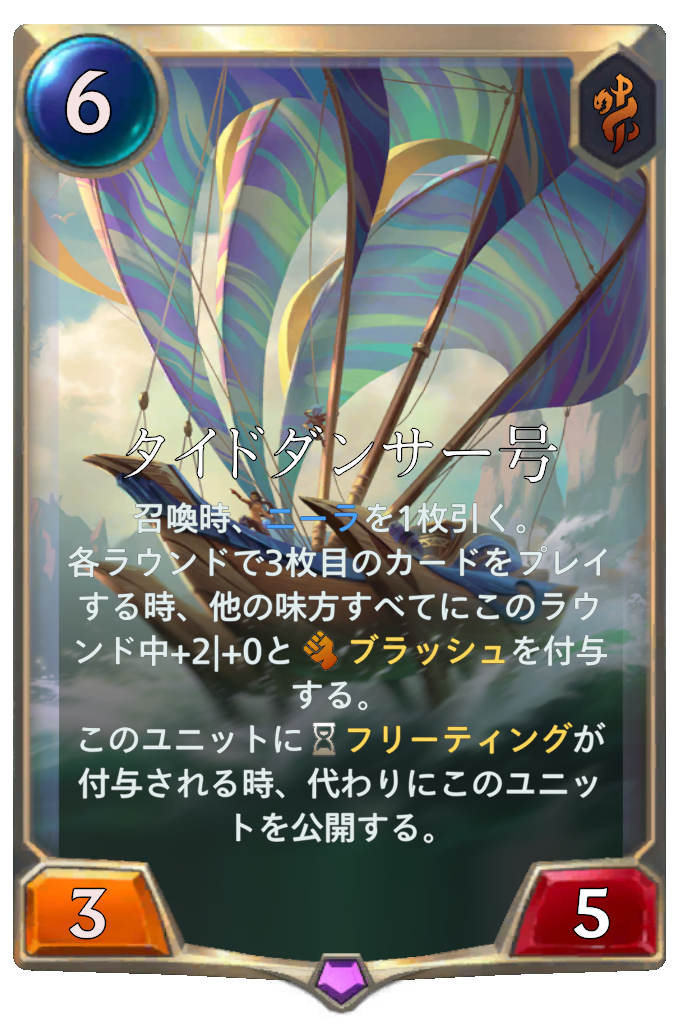 6
タイドダンサー号
召喚時、ニーラを1枚引く。
各ラウンドで3枚目のカードをプレイ
する時、他の味方すべてにこのラウ
ンド中+2|+0と ブラッシュを付与
する。
このユニットに フリーティングが
付与される時、代わりにこのユニッ
トを公開する。
3
5